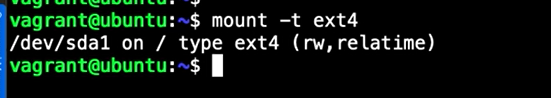 vagrant@ubuntu:~$ mount -t ext4
/dev/sda1 on / type ext4 (rw,relatime)
vagrant@ubuntu:~$